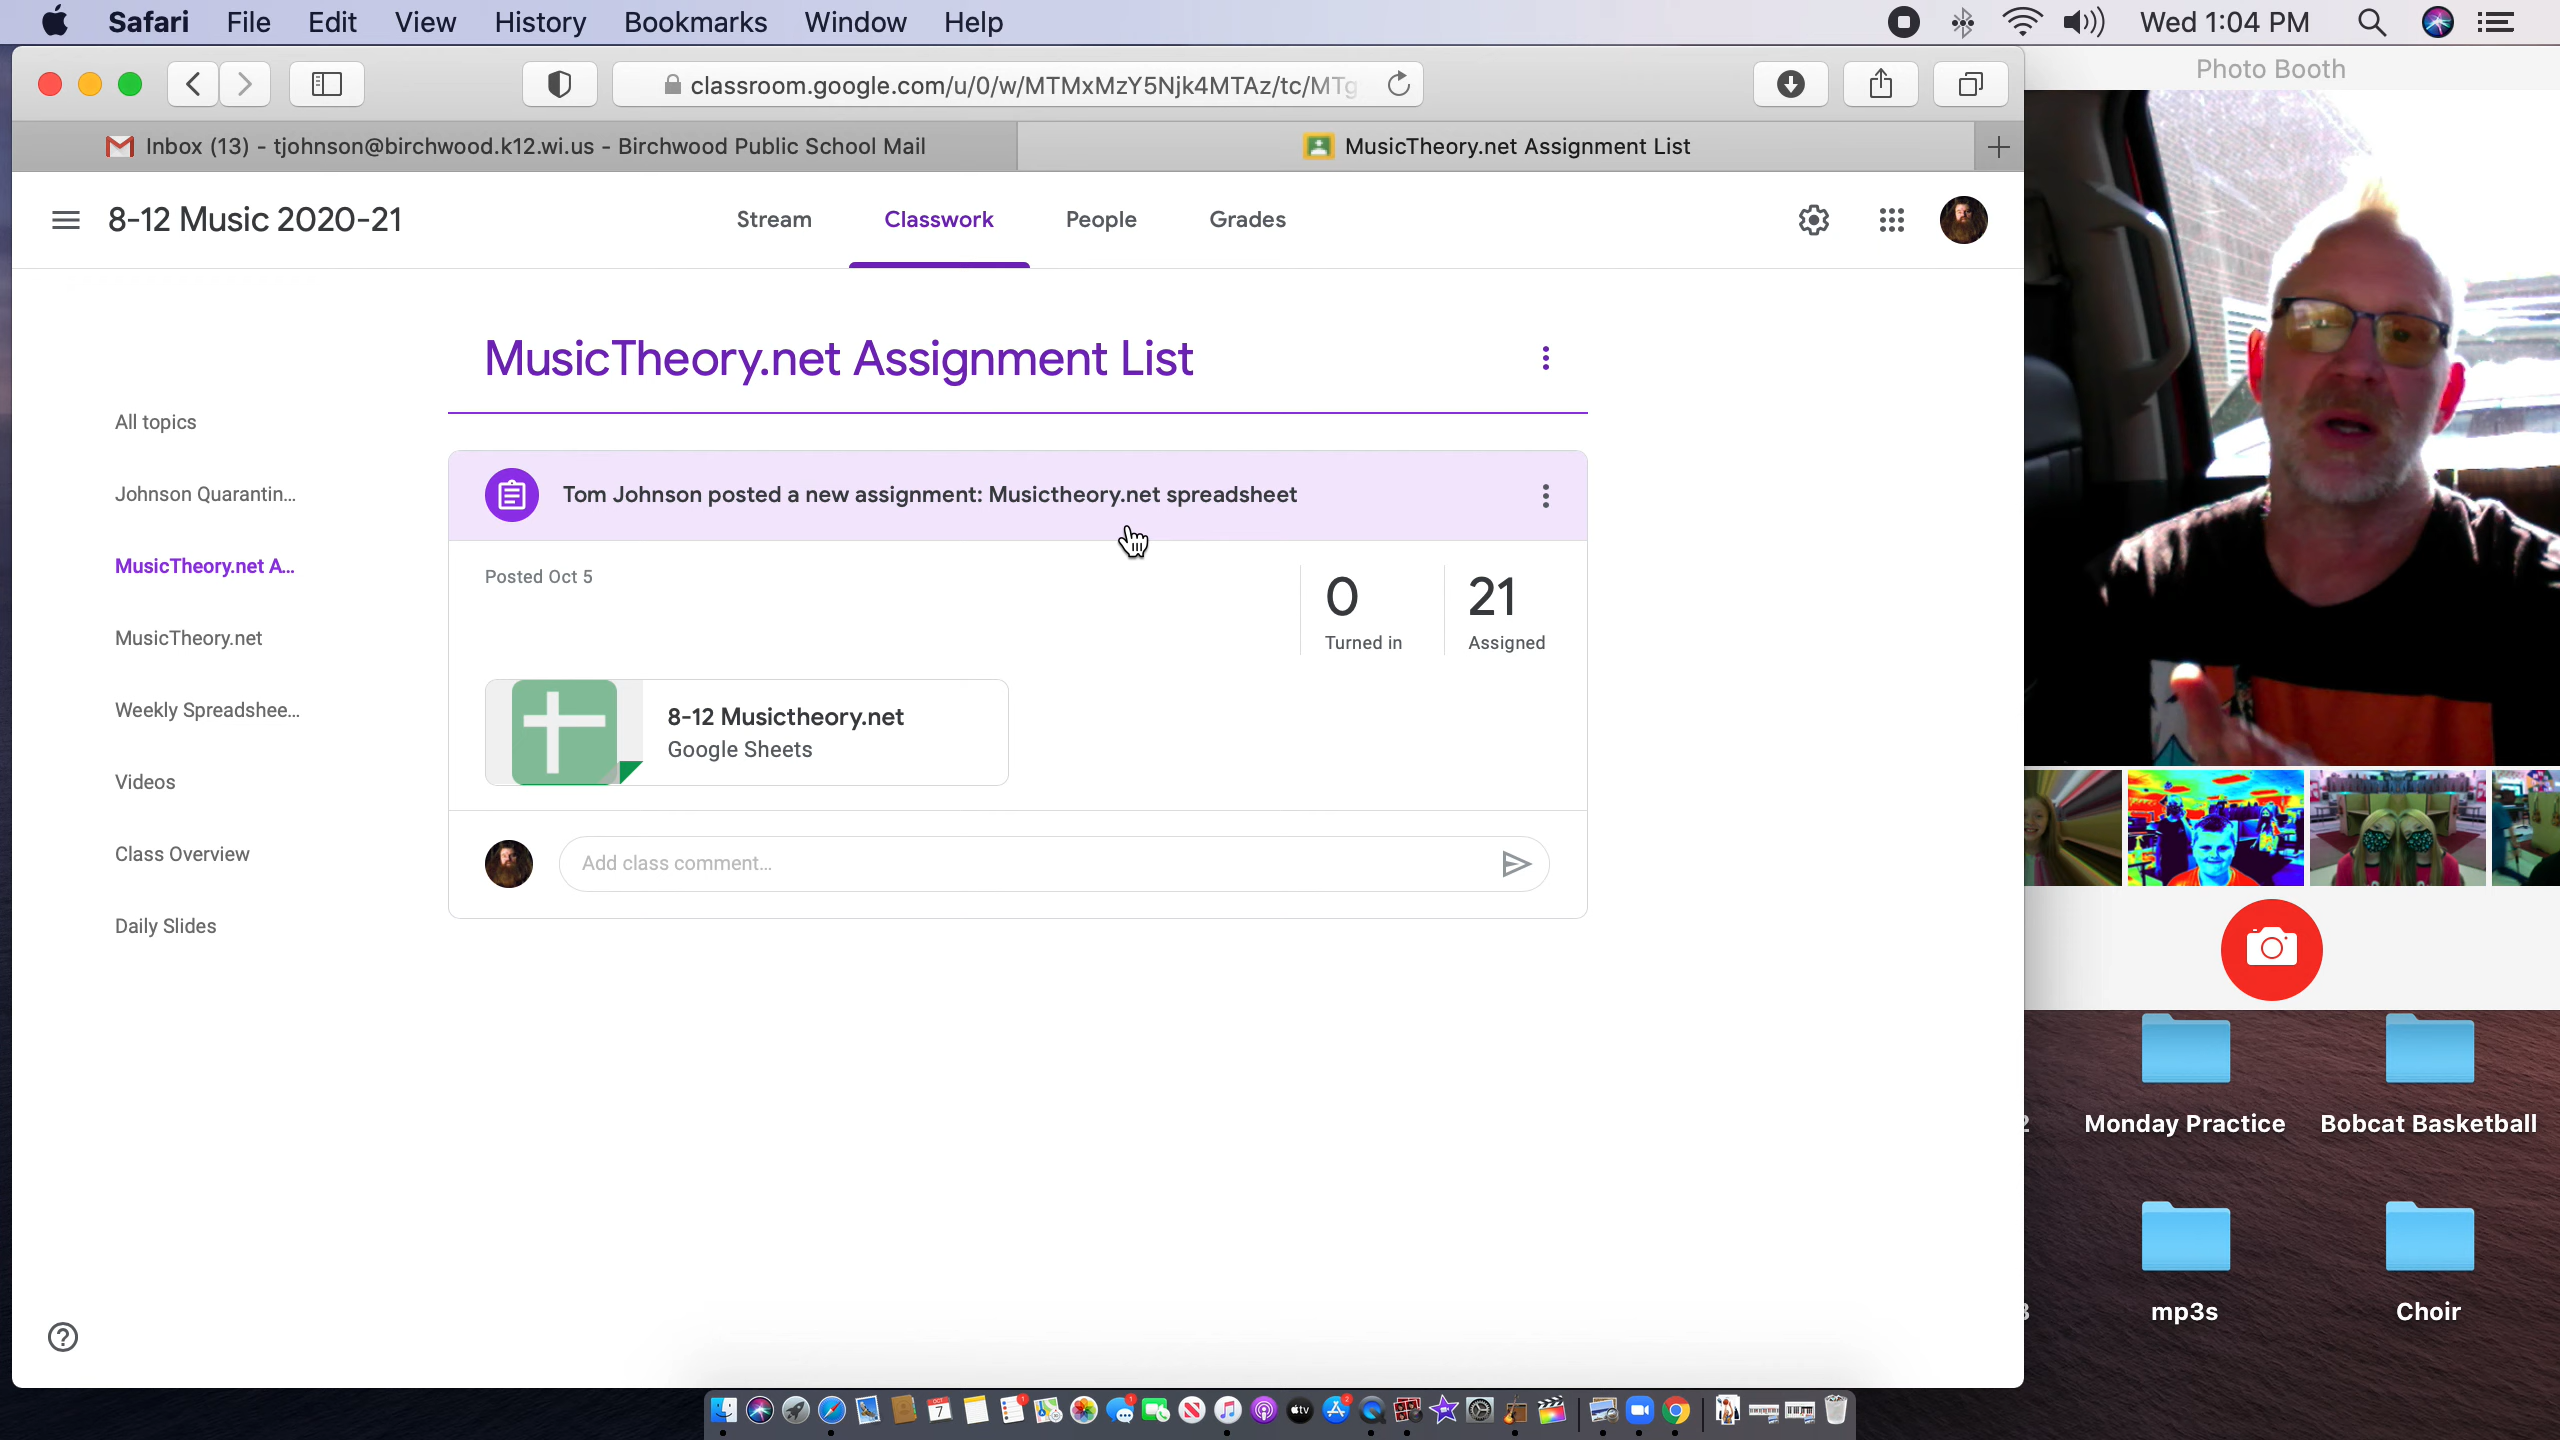 Safari File Edit View History Bookmarks Window Help Wed 1:04 PM
Photo Booth
classroom.google.com/u/0/w/MTMxMzY5Njk4MTAz/tc/MTg
Inbox (13) - tjohnson@birchwood.k12.wi.us - Birchwood Public School Mail
MusicTheory.net Assignment List
8-12 Music 2020-21
Stream Classwork People Grades
MusicTheory.net Assignment List
All topics
Johnson Quarantin...
MusicTheory.net A...
MusicTheory.net
Weekly Spreadshee...
Videos
Class Overview
Daily Slides
Tom Johnson posted a new assignment: Musictheory.net spreadsheet
Posted Oct 5
0
Turned in
21
Assigned
8-12 Musictheory.net
Google Sheets
Add class comment...
Monday Practice
Bobcat Basketball
mp3s
Choir